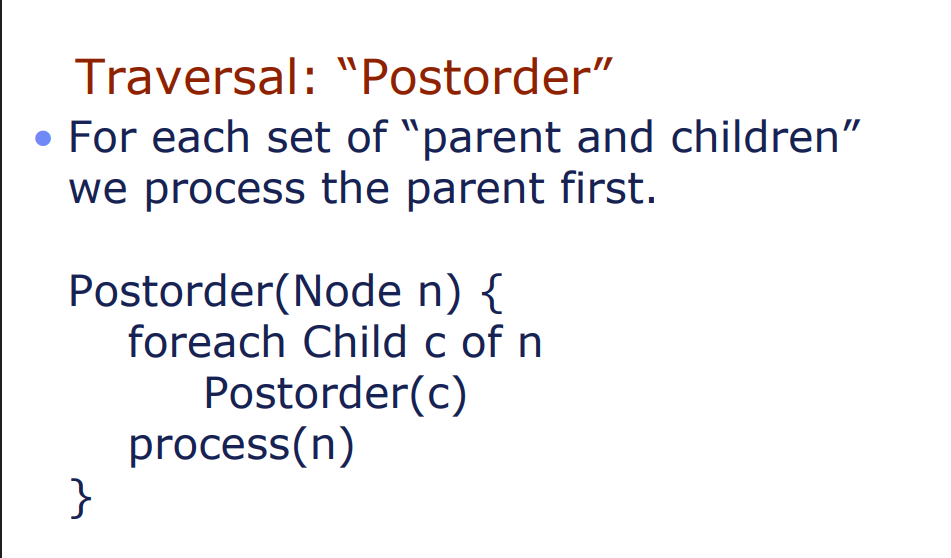 Traversal: “Postorder”
• For each set of “parent and children”
we process the parent first.
Postorder(Node n) {
foreach Child c of n
Postorder(c)
process(n)
}